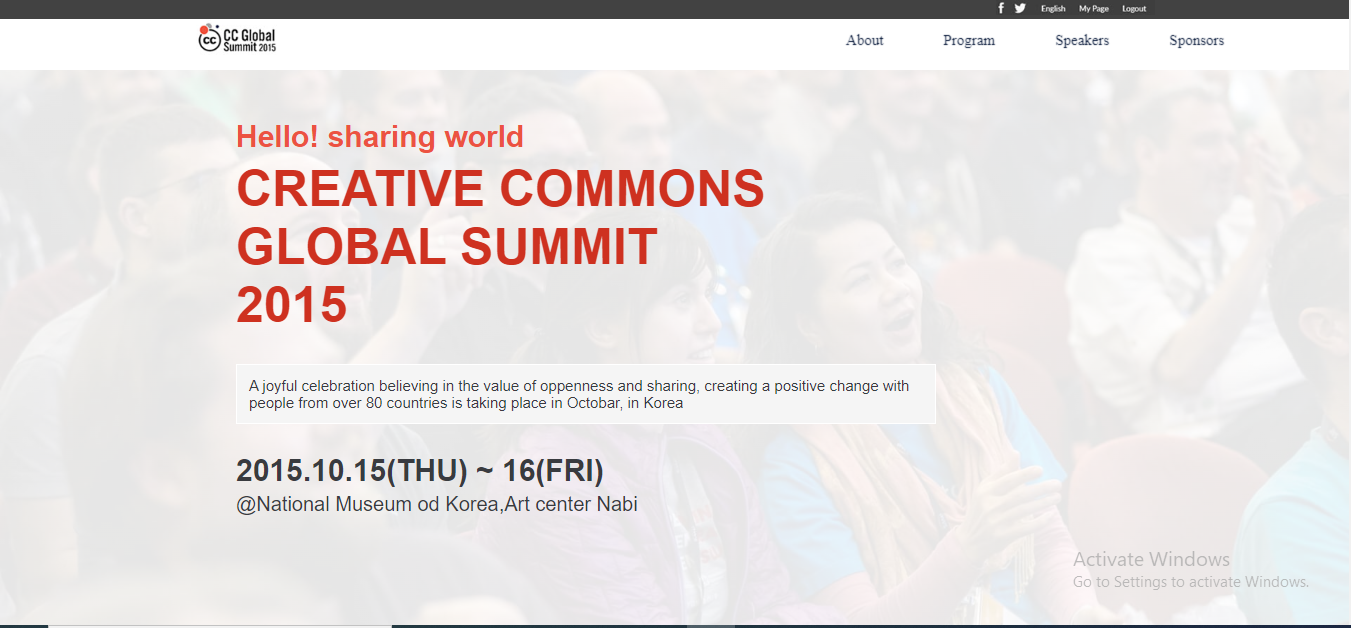 English My Page Logout
CC Global
Summit 2015
cc
About Program Speakers Sponsors
Hello! sharing world
CREATIVE COMMONS
GLOBAL SUMMIT
2015
A joyful celebration believing in the value of oppenness and sharing, creating a positive change with
people from over 80 countries is taking place in Octobar, in Korea
2015.10.15(THU) ~ 16(FRI)
@National Museum od Korea,Art center Nabi
Activate Windows
Go to Settings to activate Windows.